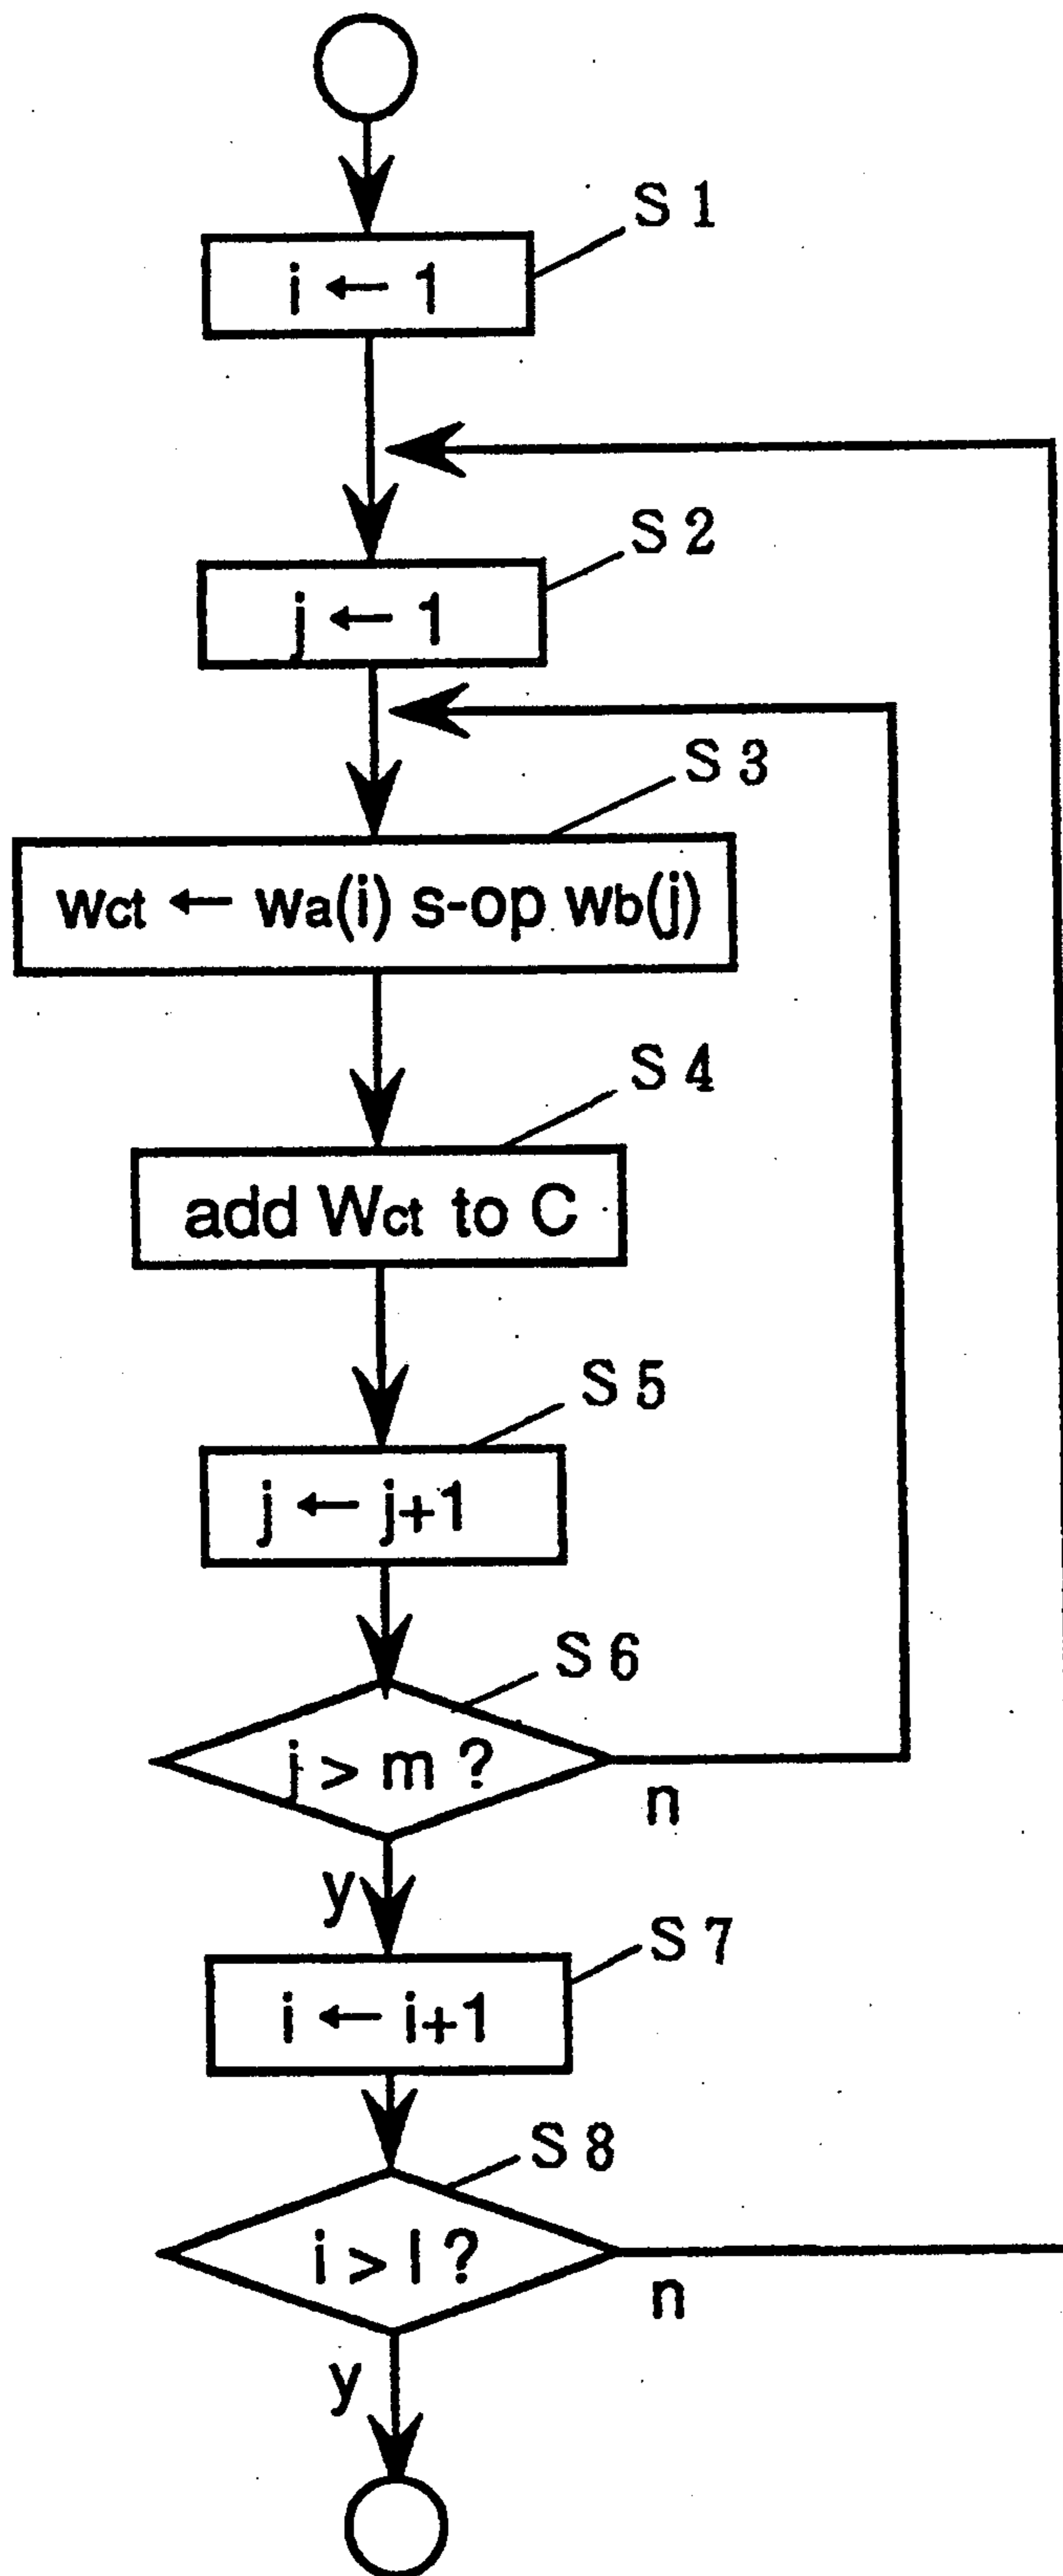 S 1
i ← 1
S 2
j ← 1
S 3
Wct ← Wa(i) s-op Wb(j)
S 4
add Wct to C
S 5
j ← j+1
S 6
j > m ?
n
y
S 7
i ← i+1
S 8
i > l ?
n
y